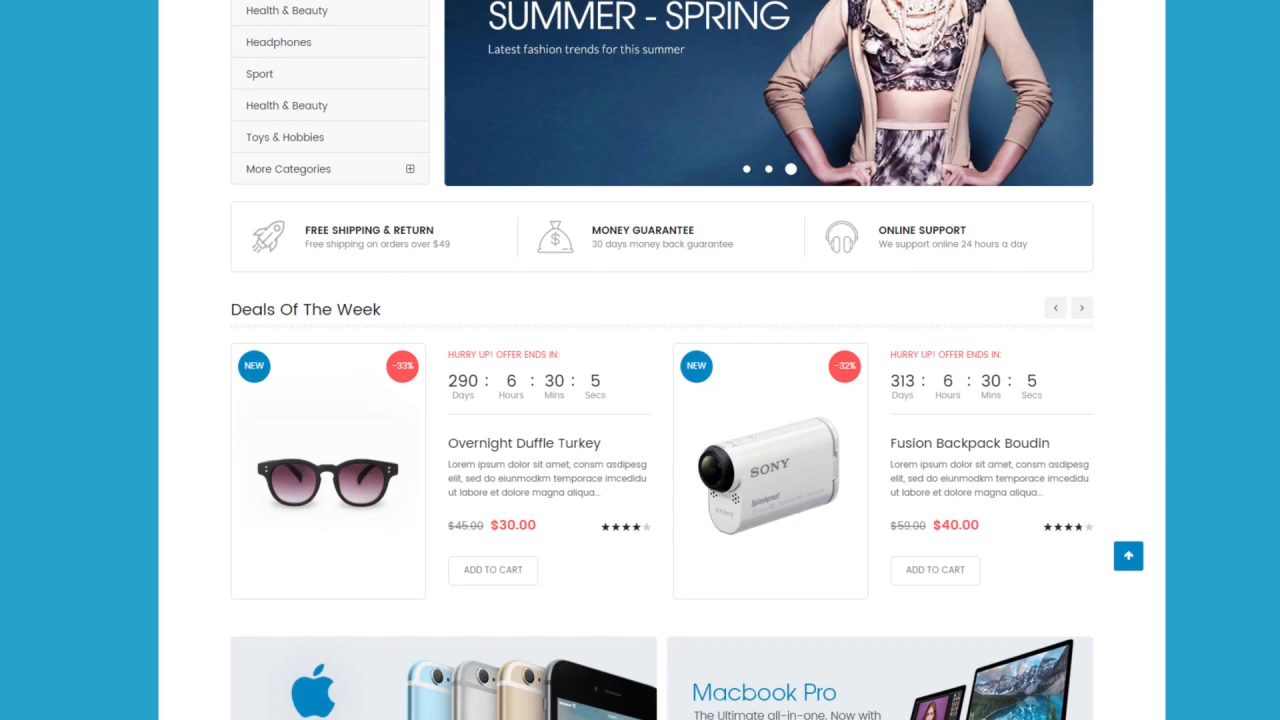 Health & Beauty
Headphones
Sport
Health & Beauty
Toys & Hobbies
More Categories
SUMMER - SPRING
Latest fashion trends for this summer
FREE SHIPPING & RETURN
Free shipping on orders over $49
MONEY GUARANTEE
30 days money back guarantee
ONLINE SUPPORT
We support online 24 hours a day
Deals Of The Week
NEW
-33%
HURRY UP! OFFER ENDS IN:
290 : 6 : 30 : 5
Days Hours Mins Secs
Overnight Duffle Turkey
Lorem ipsum dolor sit amet, consm asdipesg
elit, sed do eiunmodkm temporace imcedidu
ut labore et dolore magna aliqua...
$45.00 $30.00
ADD TO CART
NEW
-32%
SONY
HURRY UP! OFFER ENDS IN:
313 : 6 : 30 : 5
Days Hours Mins Secs
Fusion Backpack Boudin
Lorem ipsum dolor sit amet, consm asdipesg
elit, sed do eiunmodkm temporace imcedidu
ut labore et dolore magna aliqua...
$59.00 $40.00
ADD TO CART
Macbook Pro
The Ultimate all-in-one. Now with